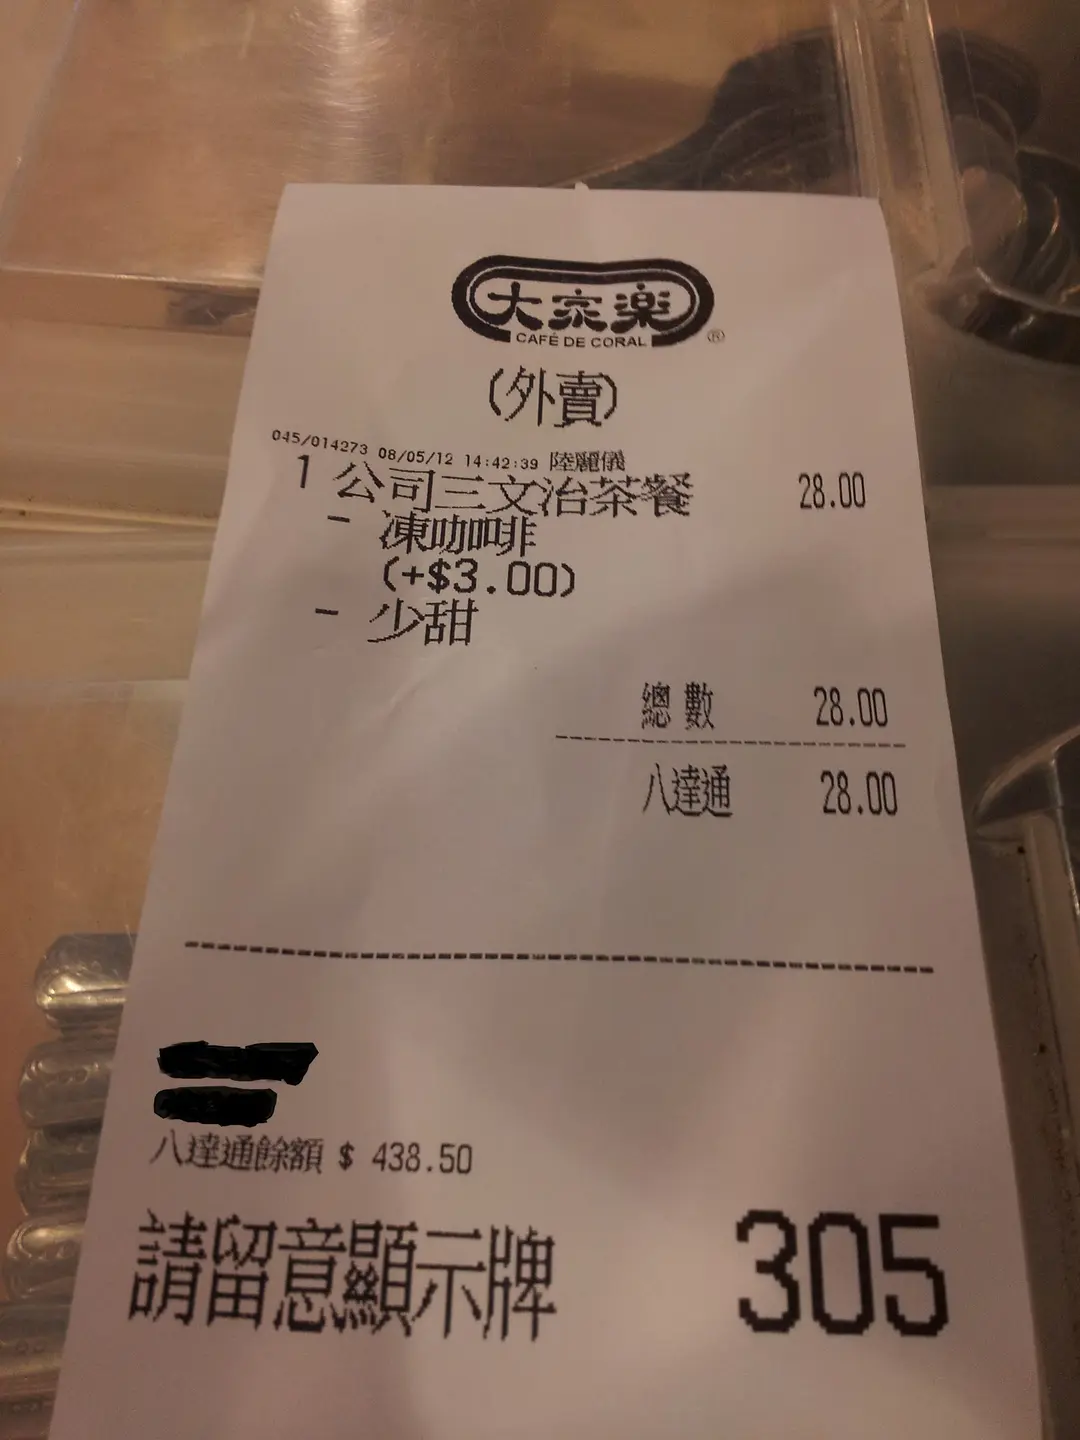 大家楽
CAFÉ DE CORAL ®
(外賣)
045/014273 08/05/12 14:42:39 陸麗儀
1 公司三文治茶餐 28.00
- 凍咖啡
(+$3.00)
- 少甜
總數 28.00
八達通 28.00
八達通餘額 $ 438.50
請留意顯示牌 305